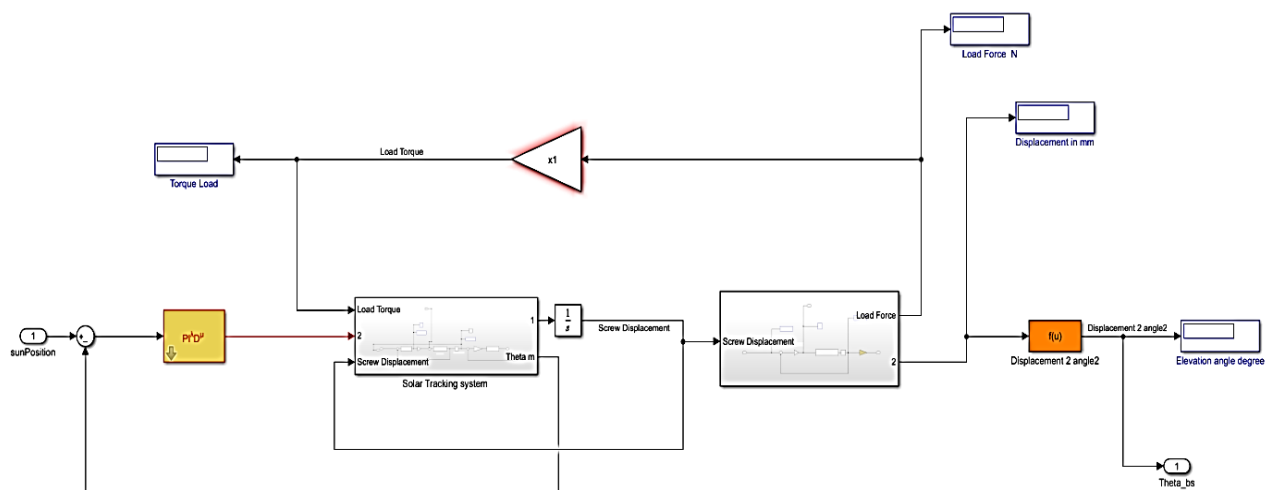 Load Force N
Displacement in mm
Load Torque
x1
Torque Load
1
sunPosition
+
-
PI^λD^μ
Load Torque
2
Screw Displacement
1
Theta m
Solar Tracking system
1
s
Screw Displacement
Screw Displacement
Load Force
2
f(u)
Displacement 2 angle2
Displacement 2 angle2
Elevation angle degree
1
Theta_bs